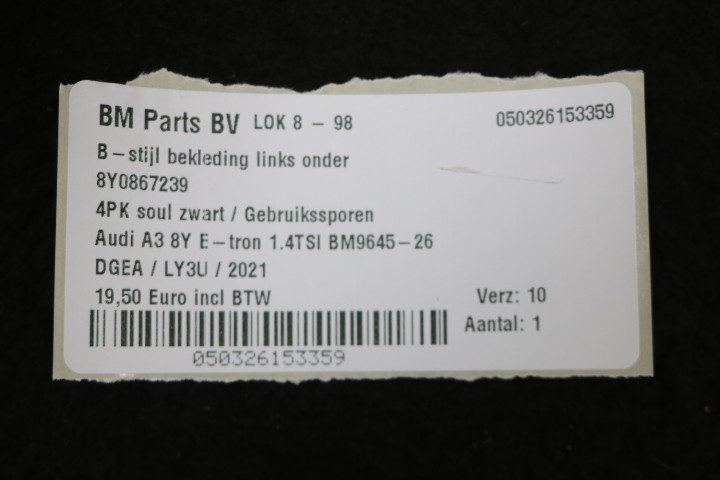 BM Parts BV LOK 8 - 98 050326153359
B-stijl bekleding links onder
8Y0867239
4PK soul zwart / Gebruikssporen
Audi A3 8Y E-tron 1.4TSI BM9645-26
DGEA / LY3U / 2021
19,50 Euro incl BTW Verz: 10
Aantal: 1
050326153359